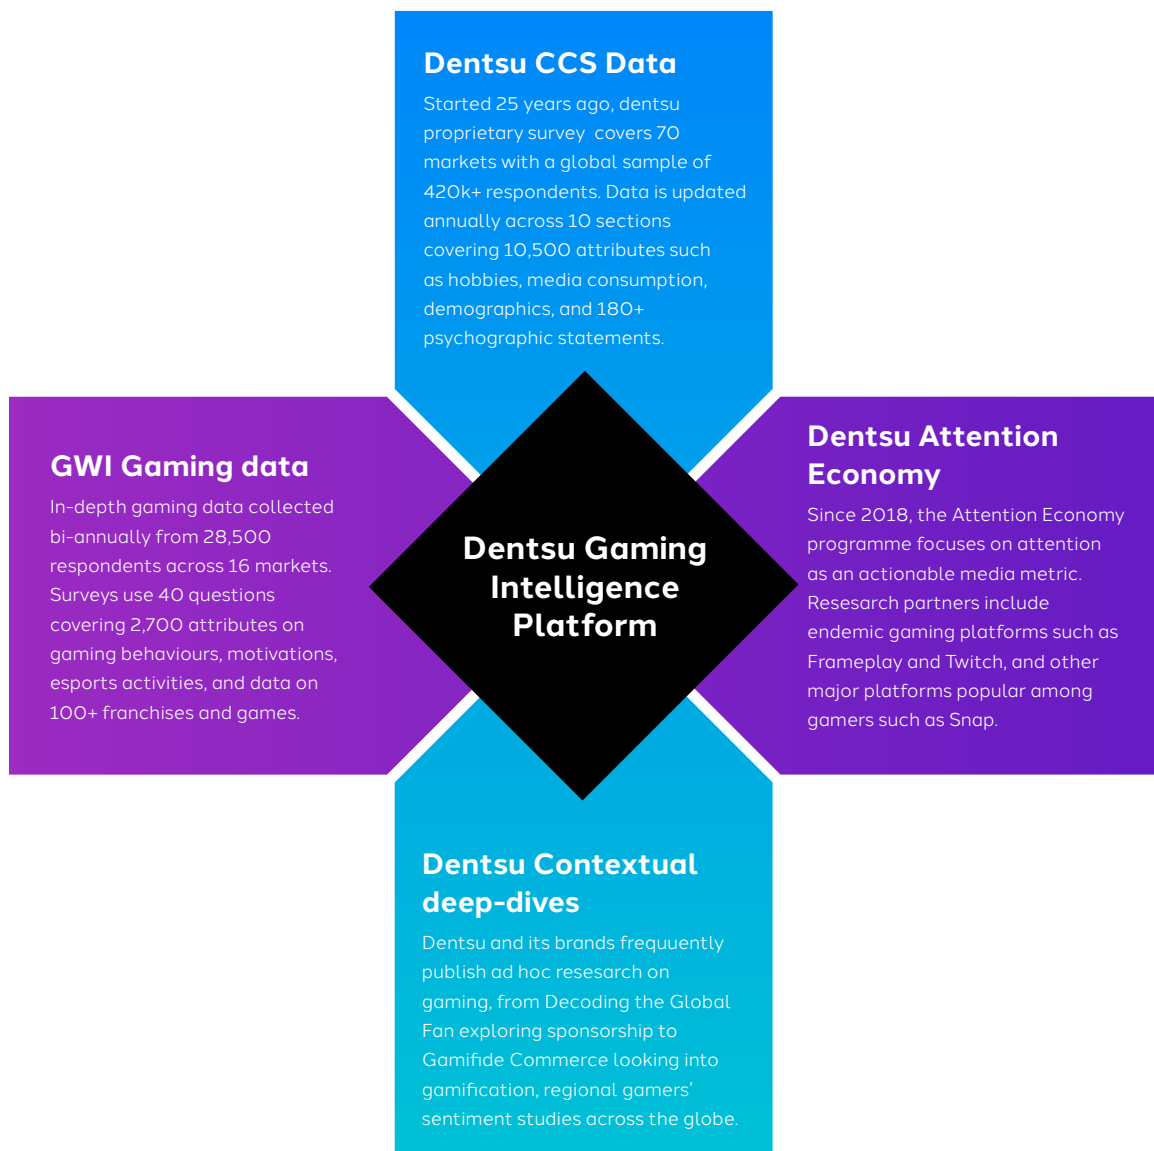 Dentsu CCS Data
Started 25 years ago, dentsu
proprietary survey  covers 70
markets with a global sample of
420k+ respondents. Data is updated
annually across 10 sections
covering 10,500 attributes such
as hobbies, media consumption,
demographics, and 180+
psychographic statements.
GWI Gaming data
In-depth gaming data collected
bi-annually from 28,500
respondents across 16 markets.
Surveys use 40 questions
covering 2,700 attributes on
gaming behaviours, motivations,
esports activities, and data on
100+ franchises and games.
Dentsu Gaming
Intelligence
Platform
Dentsu Attention
Economy
Since 2018, the Attention Economy
programme focuses on attention
as an actionable media metric.
Resesarch partners include
endemic gaming platforms such as
Frameplay and Twitch, and other
major platforms popular among
gamers such as Snap.
Dentsu Contextual
deep-dives
Dentsu and its brands frequuently
publish ad hoc resesarch on
gaming, from Decoding the Global
Fan exploring sponsorship to
Gamifide Commerce looking into
gamification, regional gamers’
sentiment studies across the globe.